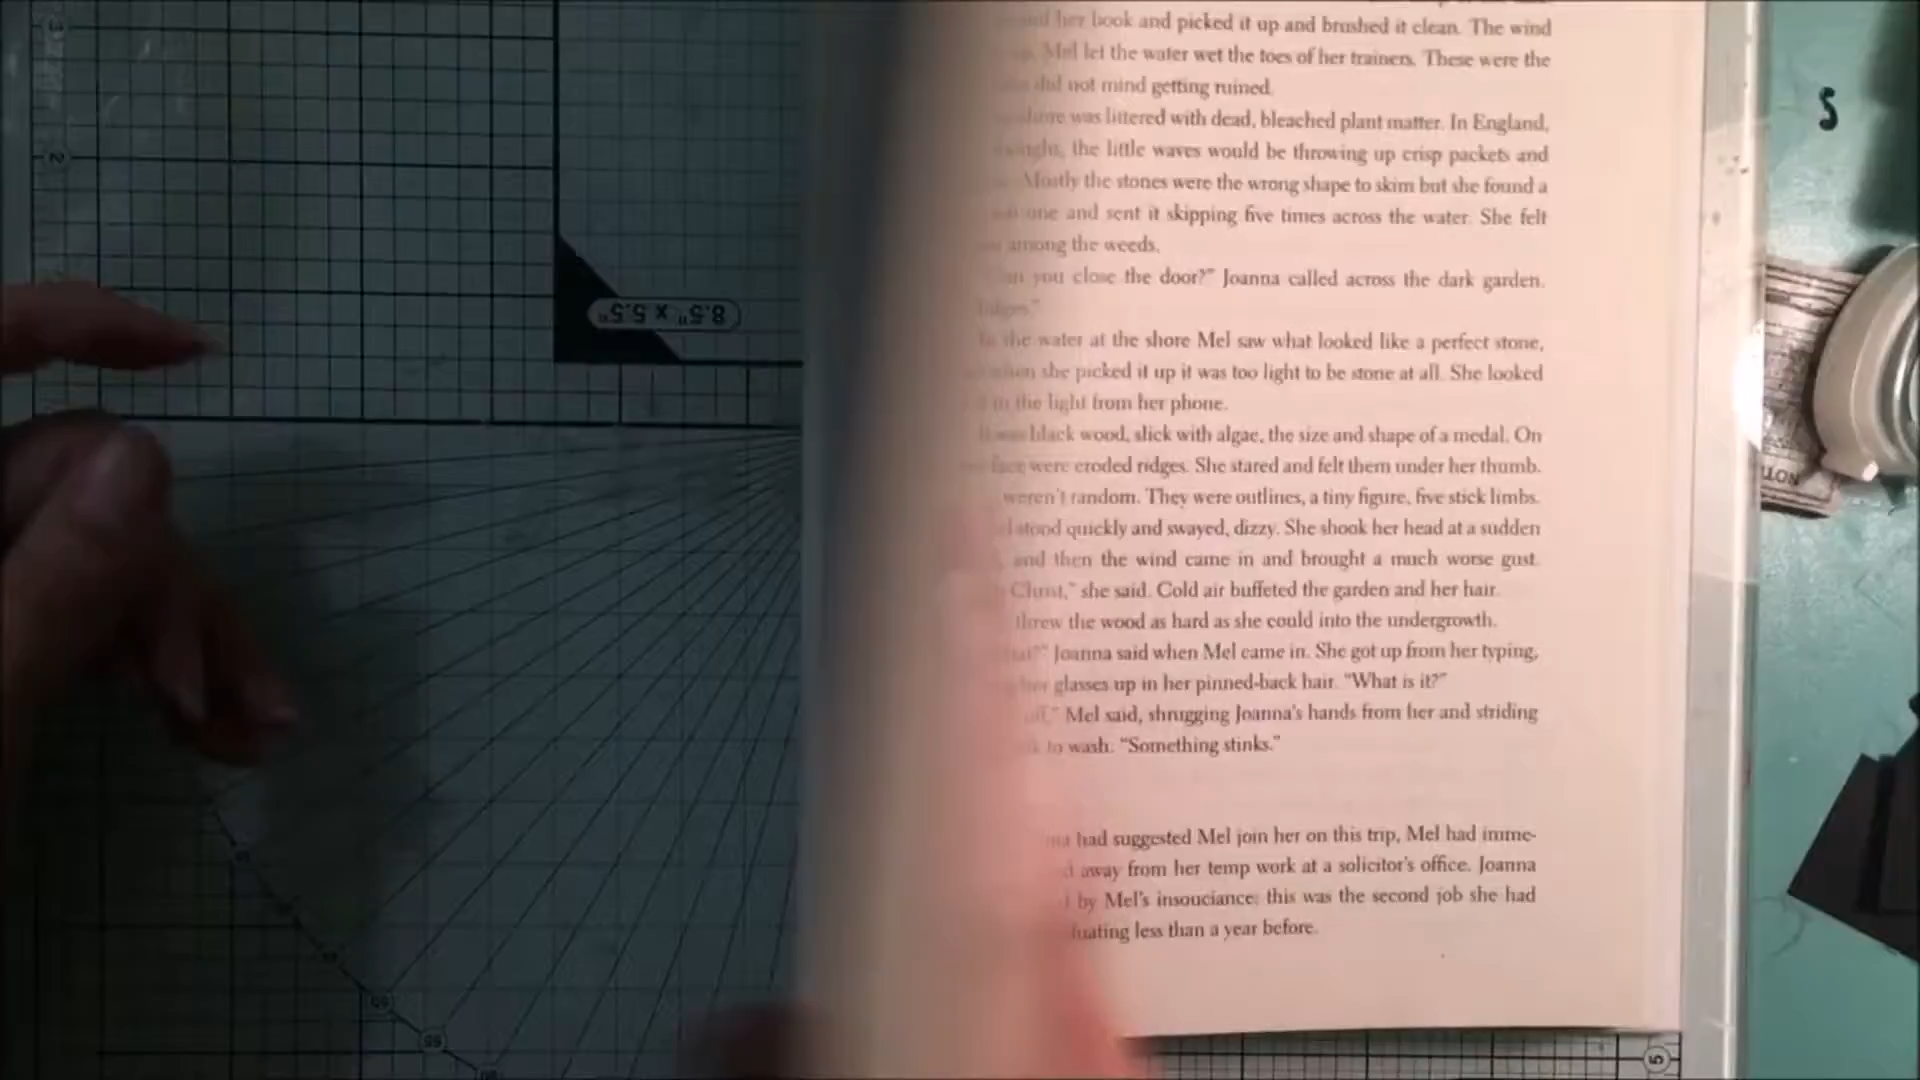 her book and picked it up and brushed it clean. The wind
Mel let the water wet the toes of her trainers. These were the
did not mind getting ruined.
was littered with dead, bleached plant matter. In England,
the little waves would be throwing up crisp packets and
Mostly the stones were the wrong shape to skim but she found a
one and sent it skipping five times across the water. She felt
among the weeds.
you close the door?” Joanna called across the dark garden.
the water at the shore Mel saw what looked like a perfect stone,
when she picked it up it was too light to be stone at all. She looked
in the light from her phone.
black wood, slick with algae, the size and shape of a medal. On
face were eroded ridges. She stared and felt them under her thumb.
weren’t random. They were outlines, a tiny figure, five stick limbs.
stood quickly and swayed, dizzy. She shook her head at a sudden
and then the wind came in and brought a much worse gust.
Christ,” she said. Cold air buffeted the garden and her hair.
threw the wood as hard as she could into the undergrowth.
Joanna said when Mel came in. She got up from her typing,
her glasses up in her pinned-back hair. “What is it?”
Mel said, shrugging Joanna’s hands from her and striding
to wash. “Something stinks.”
had suggested Mel join her on this trip, Mel had imme-
away from her temp work at a solicitor’s office. Joanna
by Mel’s insouciance: this was the second job she had
less than a year before.
8.5" x 5.5"
2
5
S